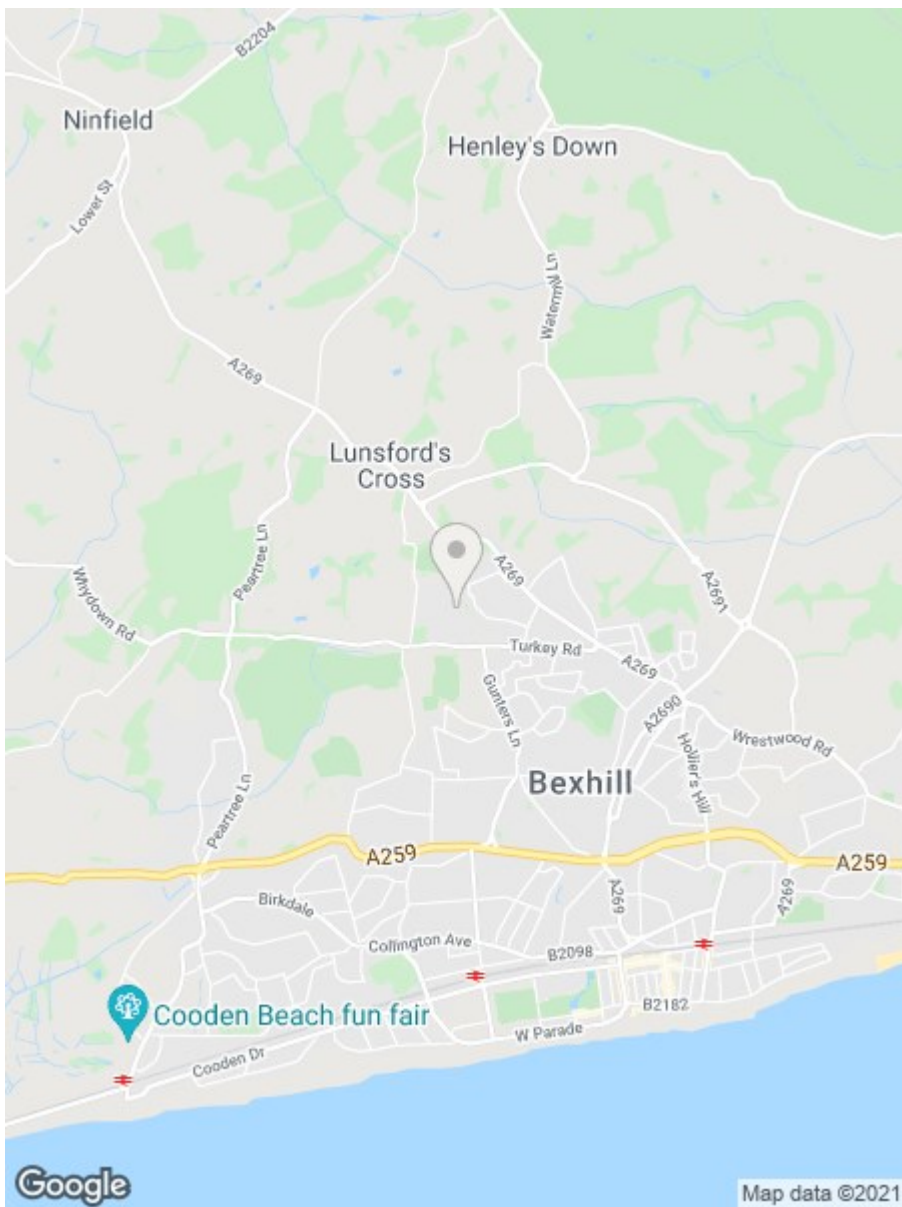 B2204
Ninfield
Henley's Down
Lower St
Watermill Ln
A269
Lunsford's
Cross
Peartree Ln
A269
Whydown Rd
A2691
Turkey Rd
A269
Gunters Ln
A2690
Wrestwood Rd
Hollier's Hill
Bexhill
Peartree Ln
A259
A259
A269
A269
Birkdale
Collington Ave
B2098
B2182
Cooden Beach fun fair
W Parade
Cooden Dr
Google
Map data ©2021